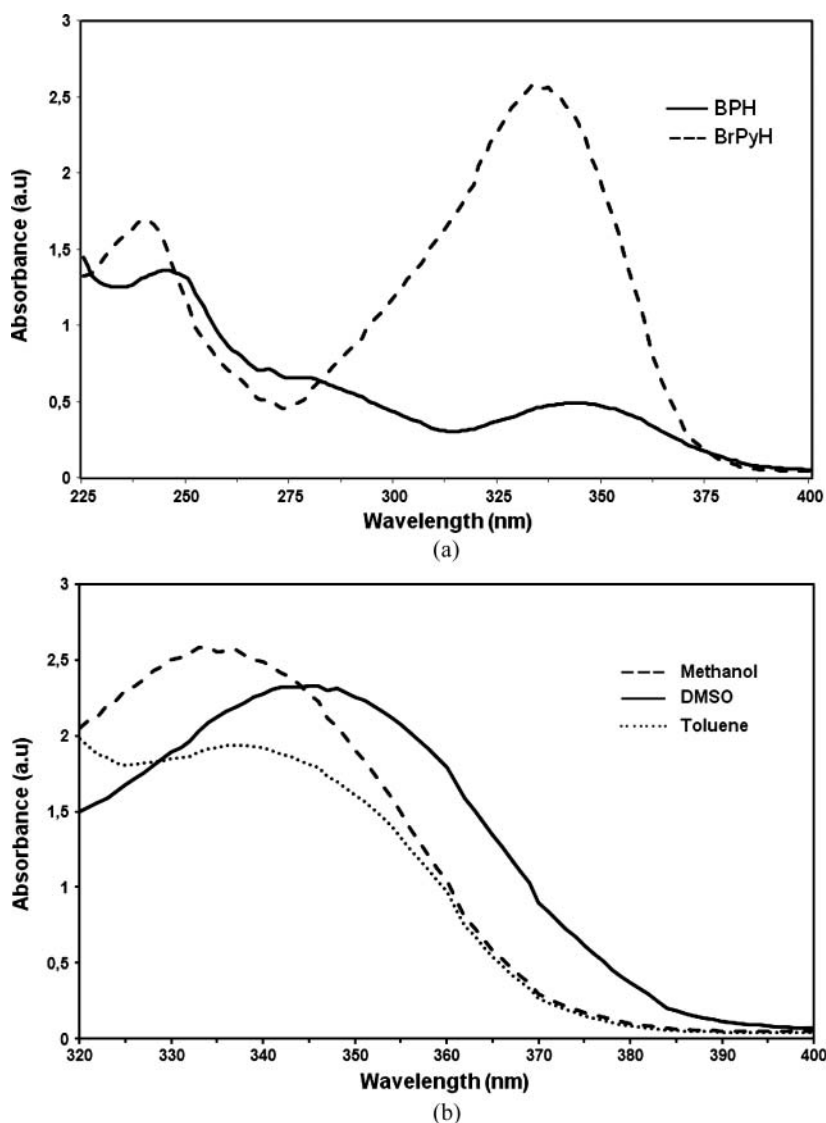 3
2,5
2
1,5
1
0,5
0
Absorbance (a.u)
BPH
BrPyH
225 250 275 300 325 350 375 400
Wavelength (nm)
(a)
3
2,5
2
1,5
1
0,5
0
Absorbance (a.u)
Methanol
DMSO
Toluene
320 330 340 350 360 370 380 390 400
Wavelength (nm)
(b)